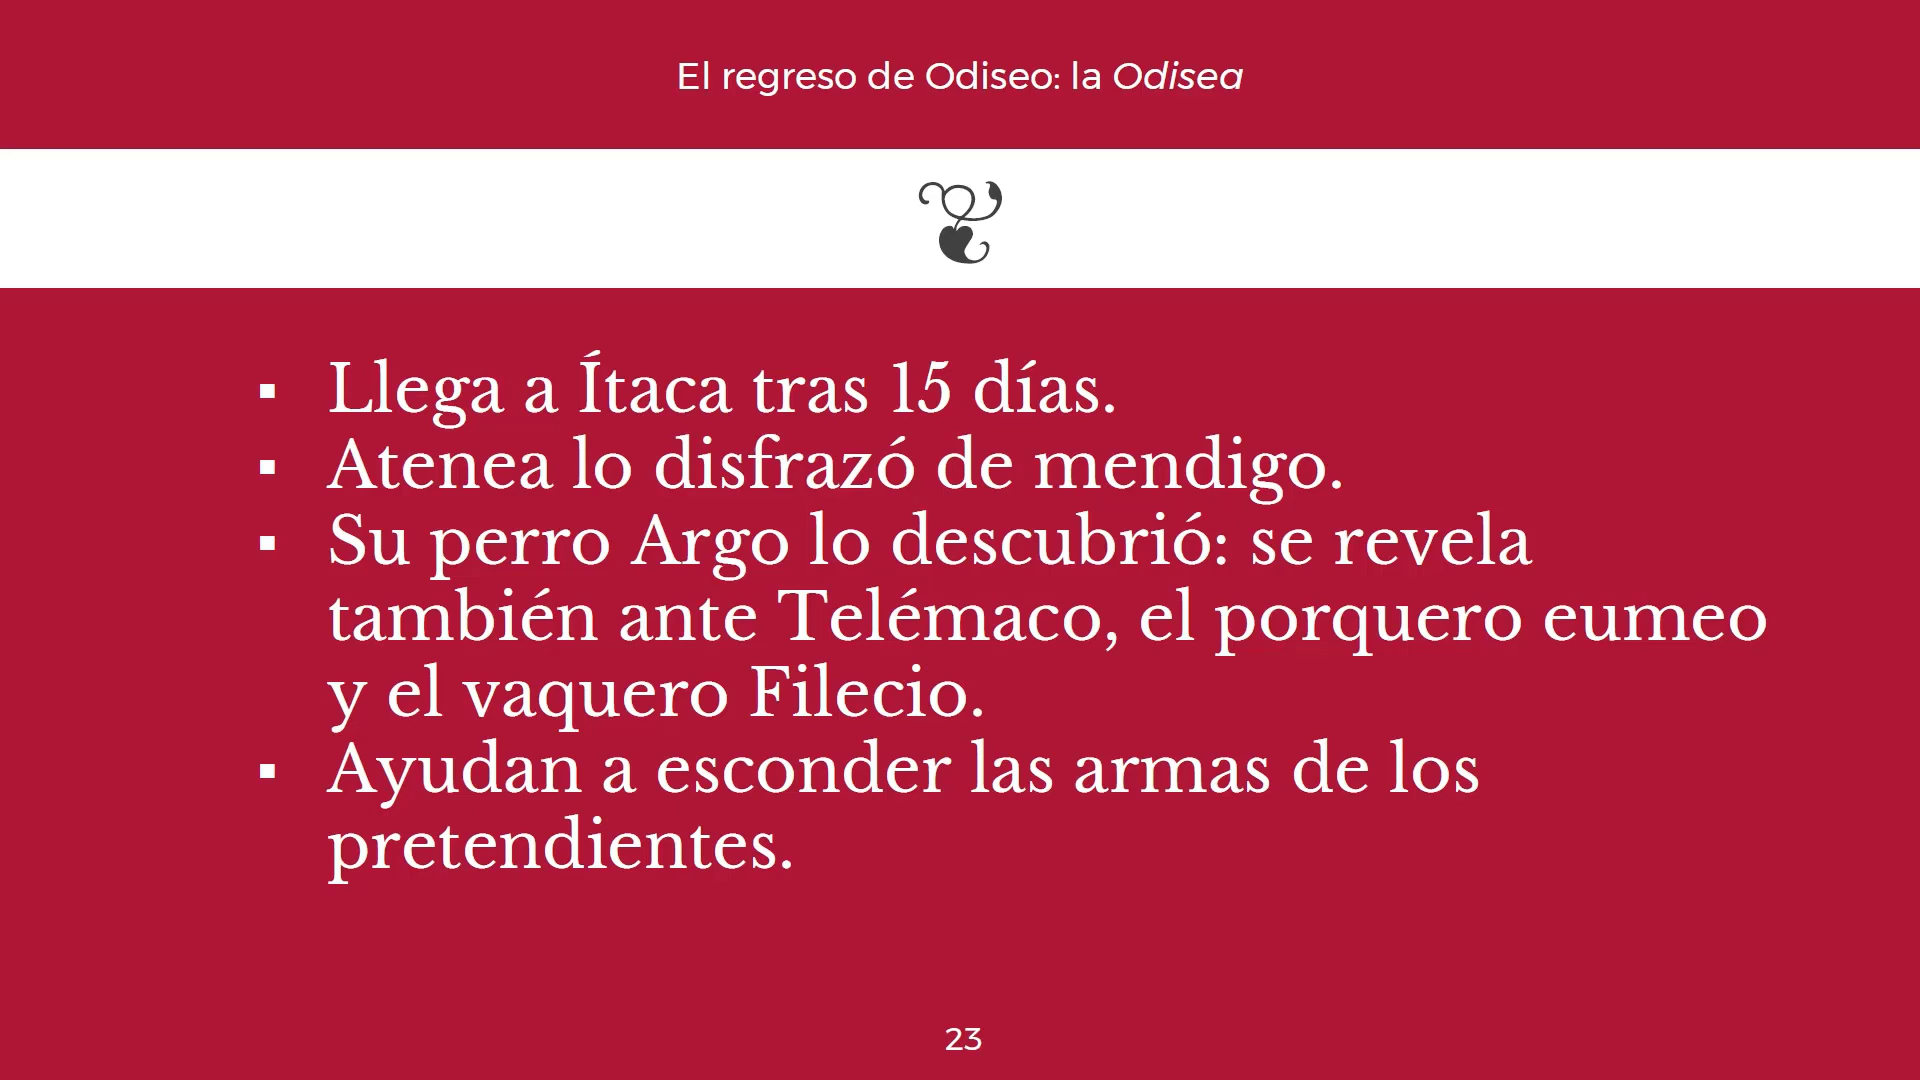 El regreso de Odiseo: la Odisea
▪ Llega a Ítaca tras 15 días.
▪ Atenea lo disfrazó de mendigo.
▪ Su perro Argo lo descubrió: se revela
también ante Telémaco, el porquero eumeo
y el vaquero Filecio.
▪ Ayudan a esconder las armas de los
pretendientes.
23